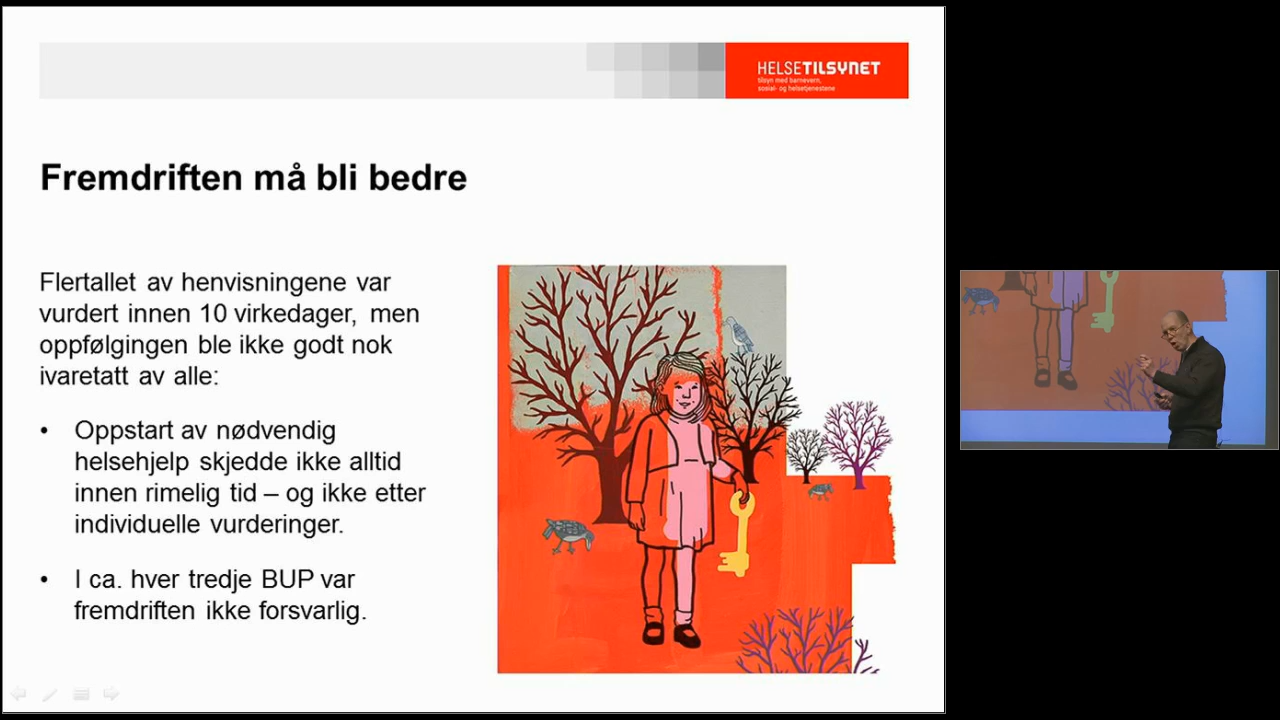 HELSETILSYNET
tilsyn med barnevern,
sosial- og helsetjenestene
Fremdriften må bli bedre
Flertallet av henvisningene var
vurdert innen 10 virkedager, men
oppfølgingen ble ikke godt nok
ivaretatt av alle:
• Oppstart av nødvendig
helsehjelp skjedde ikke alltid
innen rimelig tid – og ikke etter
individuelle vurderinger.
• I ca. hver tredje BUP var
fremdriften ikke forsvarlig.